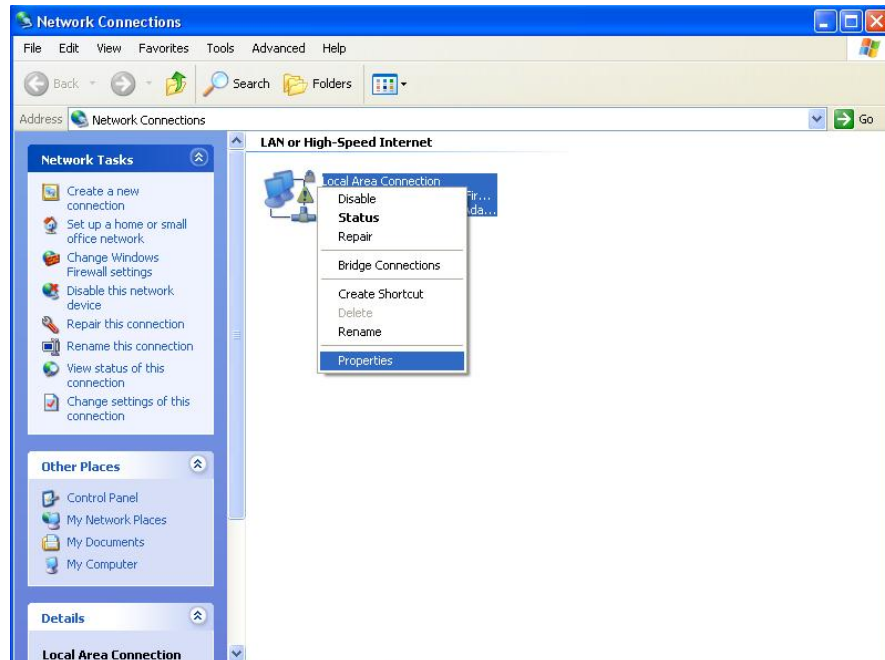 Network Connections
File Edit View Favorites Tools Advanced Help
Back Search Folders
Address Network Connections Go
Network Tasks
Create a new
connection
Set up a home or small
office network
Change Windows
Firewall settings
Disable this network
device
Repair this connection
Rename this connection
View status of this
connection
Change settings of this
connection
Other Places
Control Panel
My Network Places
My Documents
My Computer
Details
Local Area Connection
LAN or High-Speed Internet
Local Area Connection
Fir...
Ada...
Disable
Status
Repair
Bridge Connections
Create Shortcut
Delete
Rename
Properties